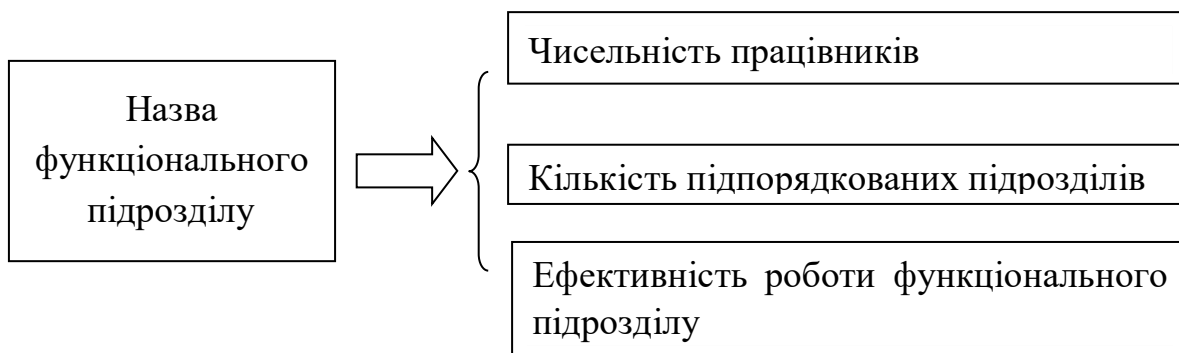 Назва
функціонального
підрозділу
Чисельність працівників
Кількість підпорядкованих підрозділів
Ефективність роботи функціонального
підрозділу